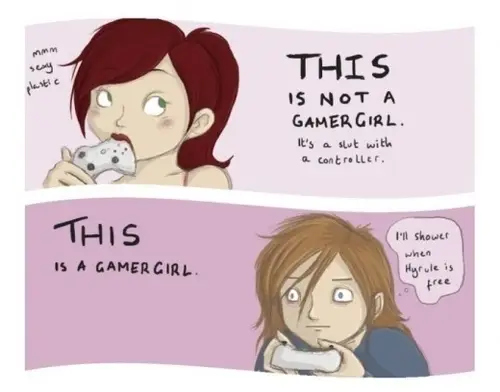 mmm
sexy
plastic
THIS
IS NOT A
GAMERGIRL.
It's a slut with
a controller.
THIS
IS A GAMERGIRL.
I'll shower
when
Hyrule is
free